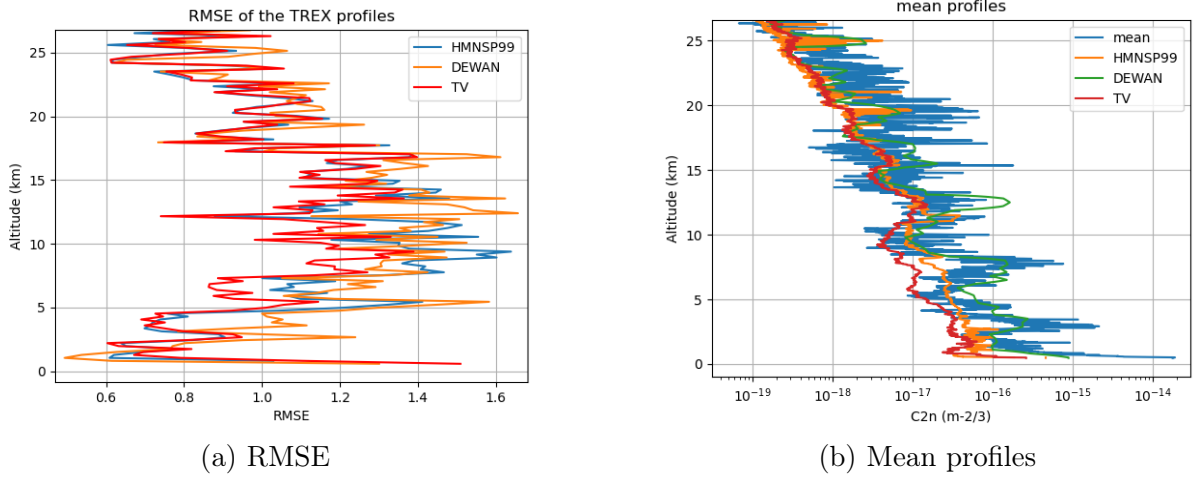 RMSE of the TREX profiles
HMNSP99
DEWAN
TV
25
20
15
10
5
0
Altitude (km)
0.6 0.8 1.0 1.2 1.4 1.6
RMSE
(a) RMSE
mean profiles
mean
HMNSP99
DEWAN
TV
25
20
15
10
5
0
Altitude (km)
10⁻¹⁹ 10⁻¹⁸ 10⁻¹⁷ 10⁻¹⁶ 10⁻¹⁵ 10⁻¹⁴
C2n (m-2/3)
(b) Mean profiles